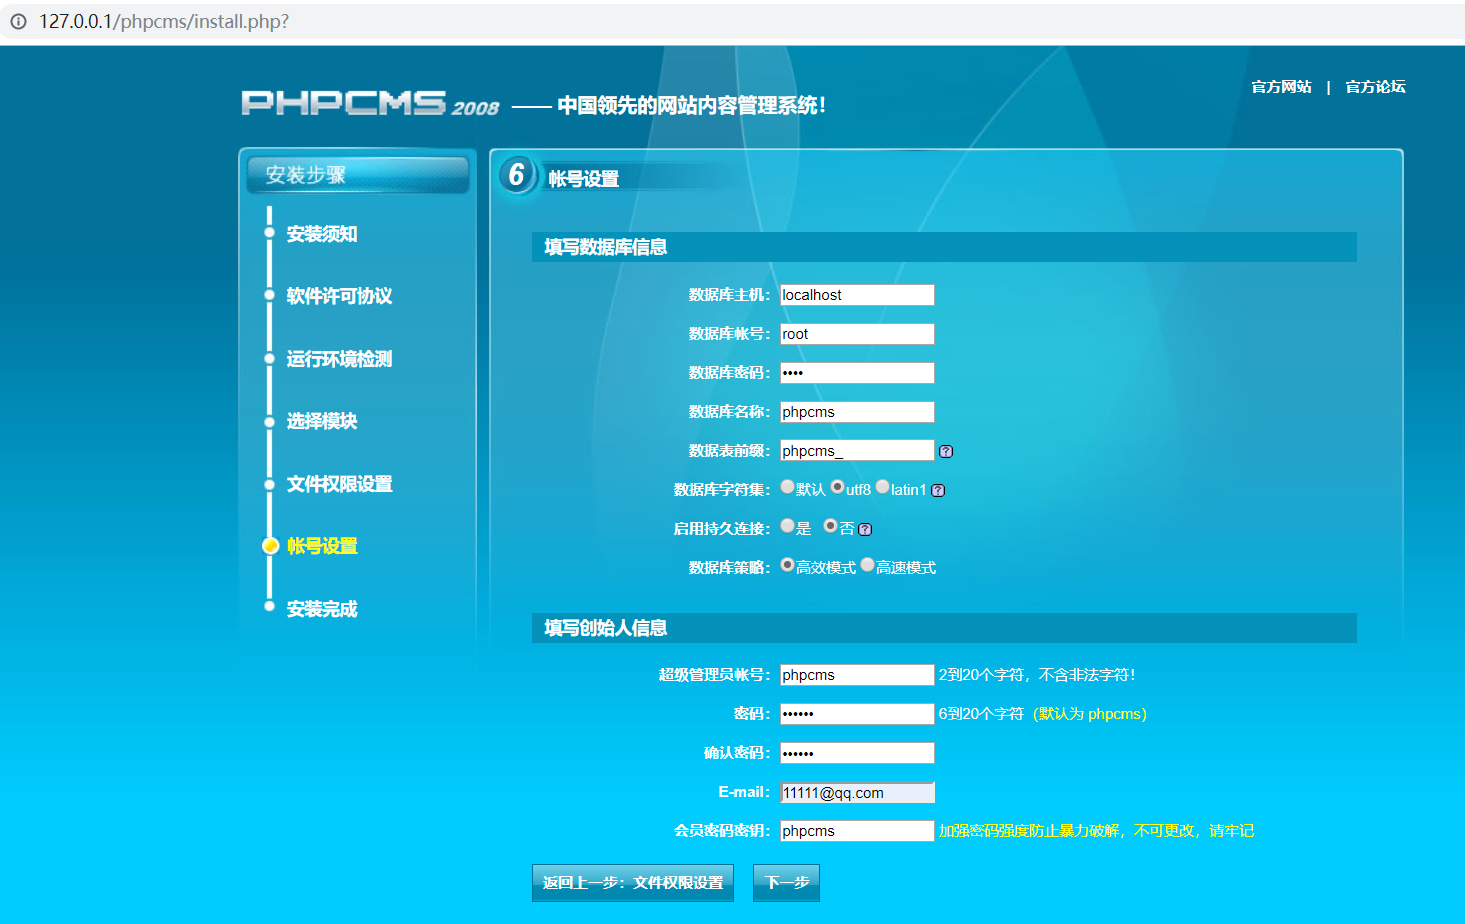 127.0.0.1/phpcms/install.php?
官方网站 | 官方论坛
PHPCMS 2008 —— 中国领先的网站内容管理系统!
安装步骤
安装须知
软件许可协议
运行环境检测
选择模块
文件权限设置
帐号设置
安装完成
6 帐号设置
填写数据库信息
数据库主机: localhost
数据库帐号: root
数据库密码: ••••
数据库名称: phpcms
数据表前缀: phpcms_ ?
数据库字符集: 默认 utf8 latin1 ?
启用持久连接: 是 否 ?
数据库策略: 高效模式 高速模式
填写创始人信息
超级管理员帐号: phpcms 2到20个字符，不含非法字符!
密码: •••••• 6到20个字符（默认为 phpcms）
确认密码: ••••••
E-mail: 11111@qq.com
会员密码密钥: phpcms 加强密码强度防止暴力破解，不可更改，请牢记
返回上一步：文件权限设置 下一步